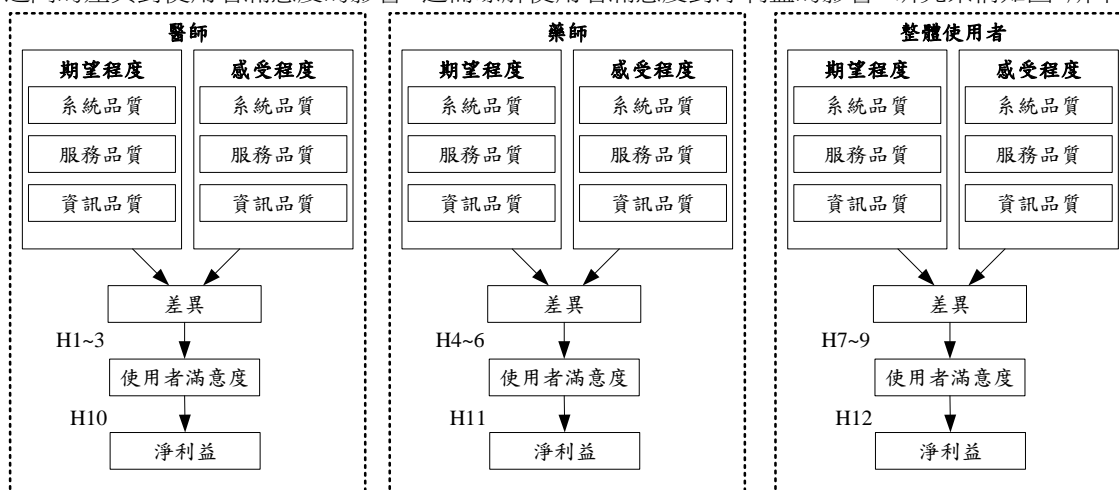 醫師
期望程度
感受程度
系統品質
系統品質
服務品質
服務品質
資訊品質
資訊品質
差異
H1~3
使用者滿意度
H10
淨利益
藥師
期望程度
感受程度
系統品質
系統品質
服務品質
服務品質
資訊品質
資訊品質
差異
H4~6
使用者滿意度
H11
淨利益
整體使用者
期望程度
感受程度
系統品質
系統品質
服務品質
服務品質
資訊品質
資訊品質
差異
H7~9
使用者滿意度
H12
淨利益